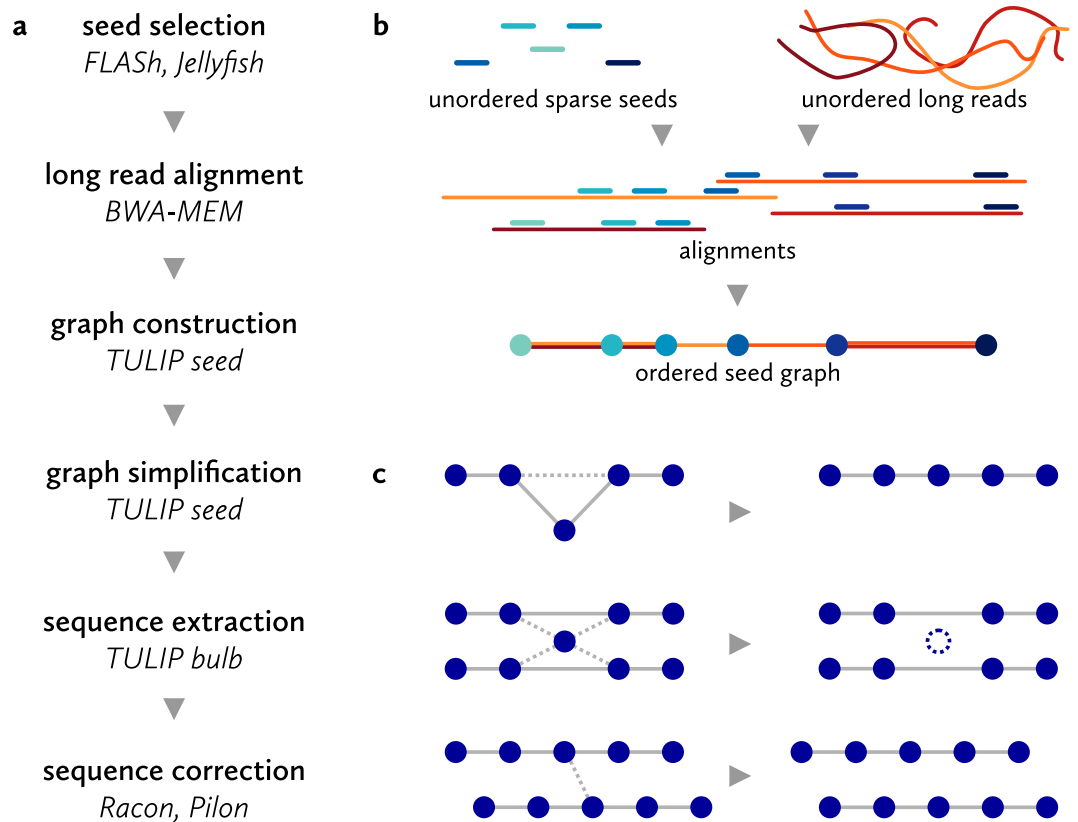 a
seed selection
FLASh, Jellyfish
long read alignment
BWA-MEM
graph construction
TULIP seed
graph simplification
TULIP seed
sequence extraction
TULIP bulb
sequence correction
Racon, Pilon
b
unordered sparse seeds
unordered long reads
alignments
ordered seed graph
c